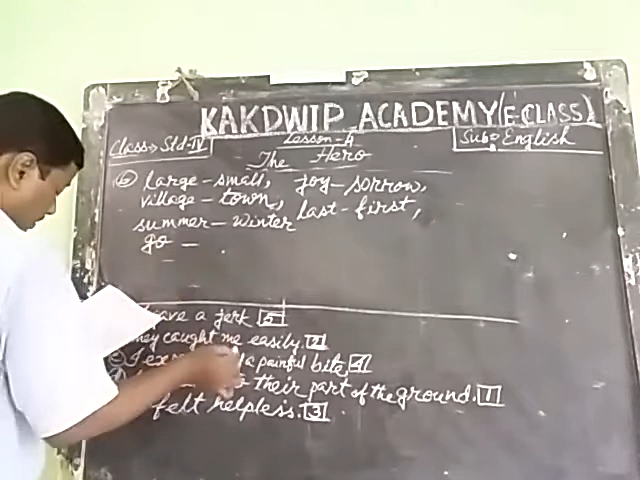 KAKDWIP ACADEMY (E.CLASS)
Class:- Std-IV
Lesson-4
Sub:- English
The Hero
⑥ large - small, joy - sorrow,
village - town, last - first,
summer - winter
go -
gave a jerk 5
hey caught me easily. 2
I a painful bite, 4
their part of the ground. 1
felt helpless. 3